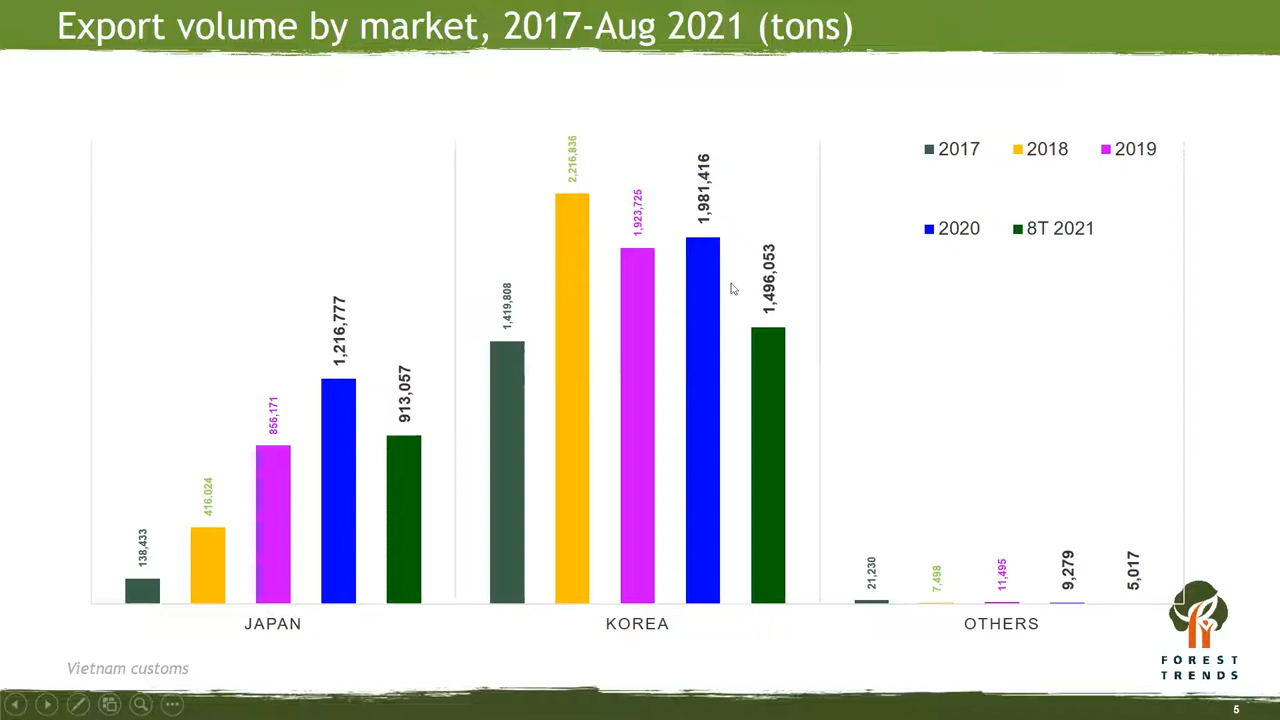 Export volume by market, 2017-Aug 2021 (tons)
2017 2018 2019
2020 8T 2021
138,433
416,024
856,171
1,216,777
913,057
1,419,808
2,216,836
1,923,725
1,981,416
1,496,053
21,230
7,498
11,495
9,279
5,017
JAPAN KOREA OTHERS
Vietnam customs
FOREST
TRENDS
5